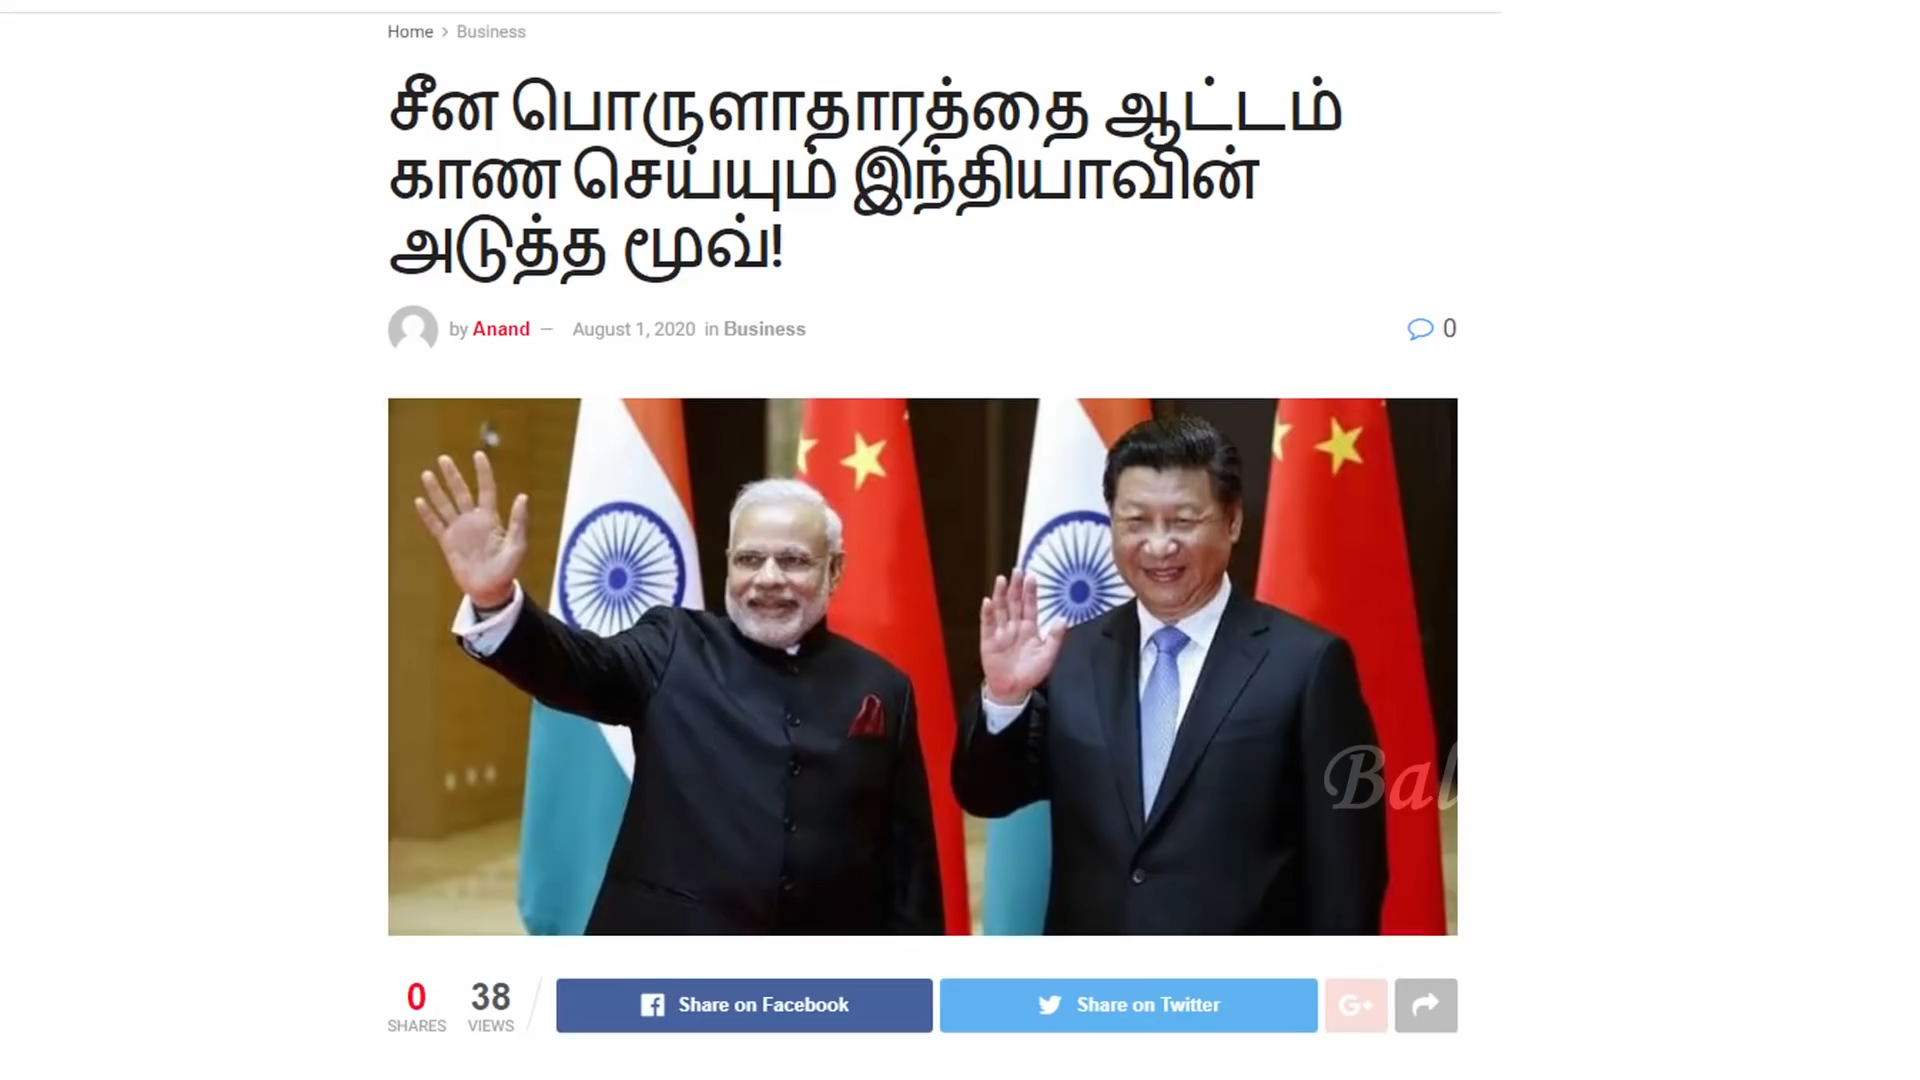 Home > Business
சீன பொருளாதாரத்தை ஆட்டம்
காண செய்யும் இந்தியாவின்
அடுத்த மூவ்!
by Anand — August 1, 2020 in Business
0
Bal
0
SHARES
38
VIEWS
Share on Facebook
Share on Twitter
G+